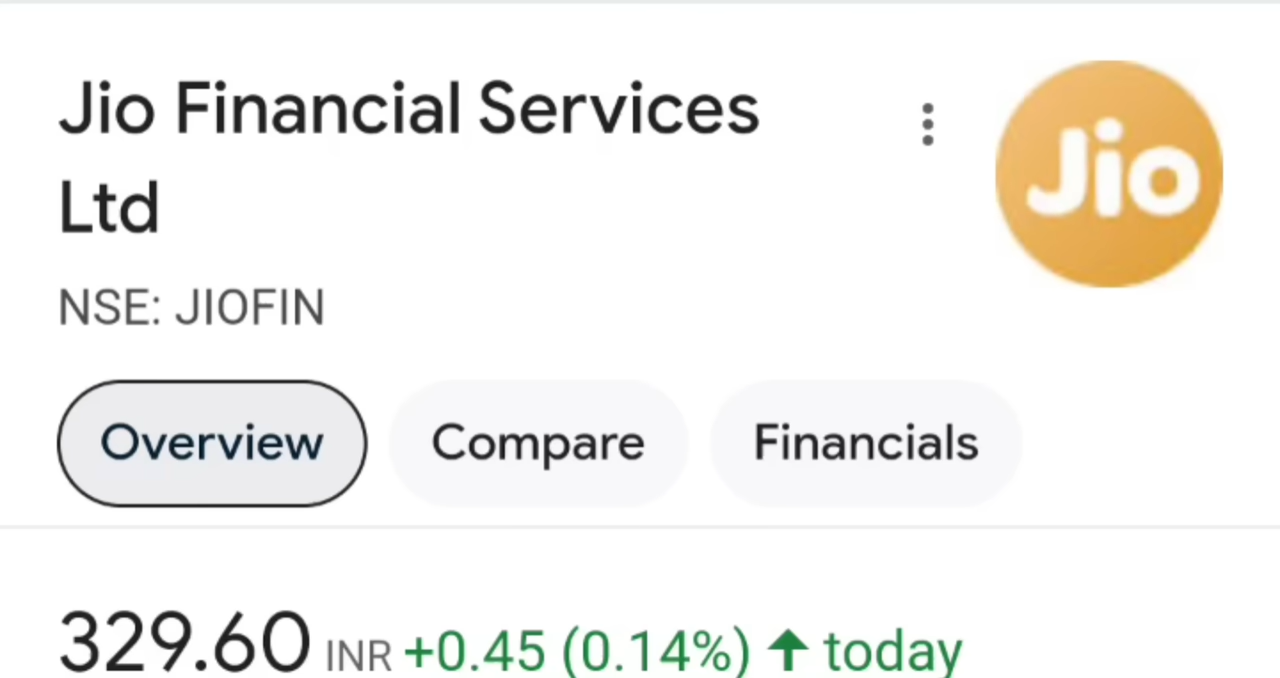 Jio Financial Services
Ltd
Jio
NSE: JIOFIN
Overview Compare Financials
329.60 INR +0.45 (0.14%) ↑ today